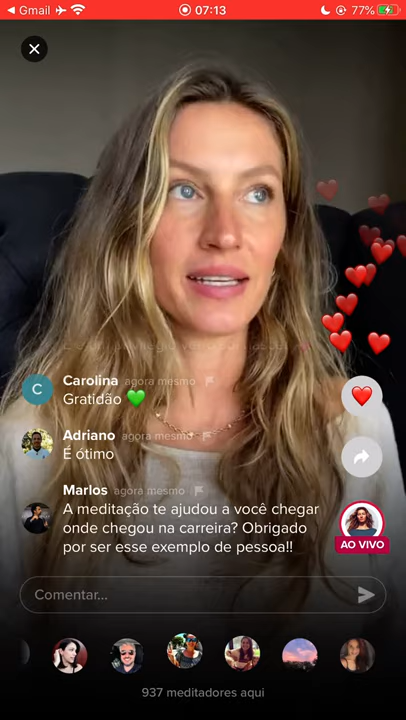 Gmail
07:13
77%
Carolina agora mesmo
Gratidão 💚
C
Adriano agora mesmo
É ótimo
Marlos agora mesmo
A meditação te ajudou a você chegar
onde chegou na carreira? Obrigado
por ser esse exemplo de pessoa!!
AO VIVO
Comentar...
937 meditadores aqui